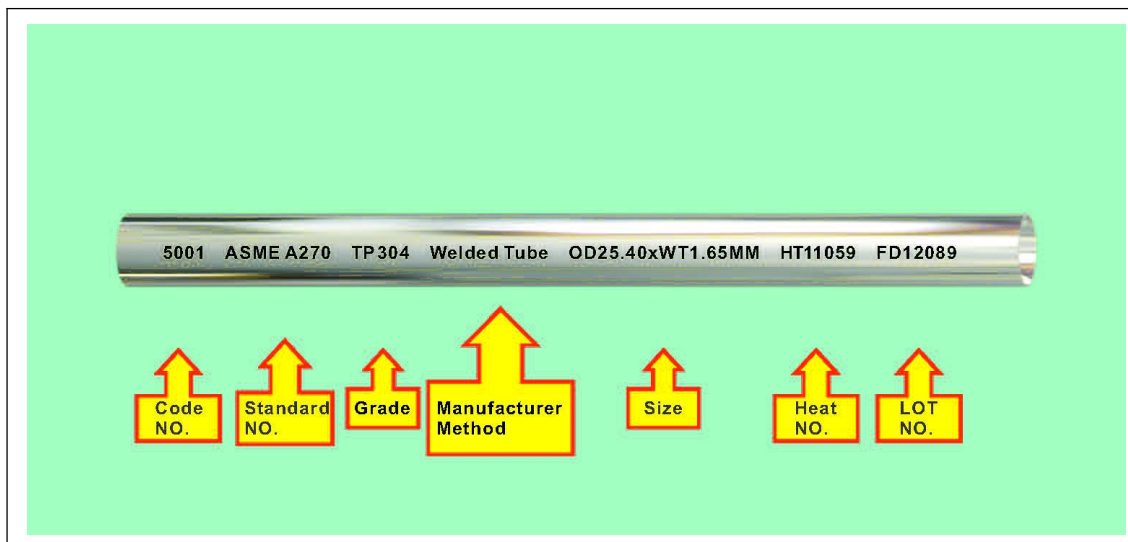 5001 ASME A270 TP304 Welded Tube OD25.40xWT1.65MM HT11059 FD12089
Code
NO.
Standard
NO.
Grade
Manufacturer
Method
Size
Heat
NO.
LOT
NO.